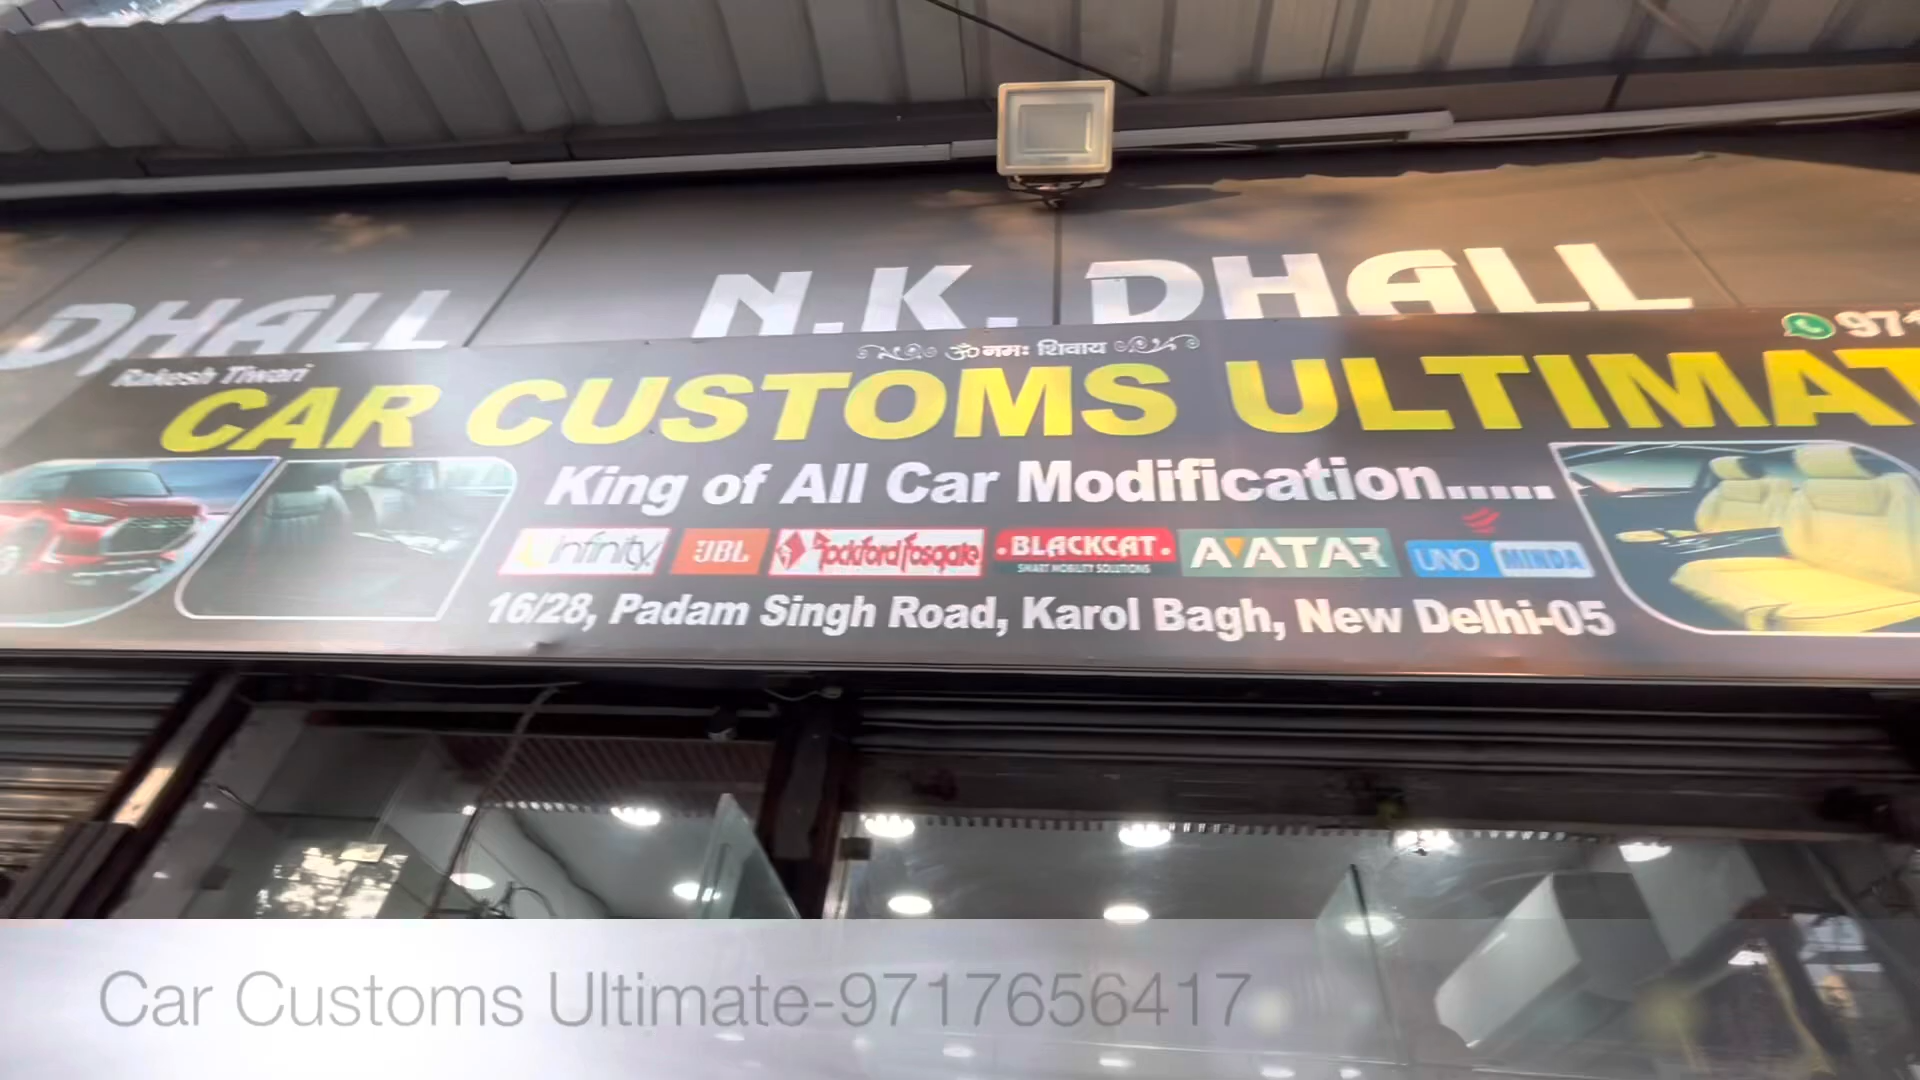 DHALL
N.K. DHALL
ॐ नमः शिवाय
Rakesh Tiwari
97
CAR CUSTOMS ULTIMAT
King of All Car Modification.....
infinity JBL Rockford Fosgate BLACKCAT AVATAR UNO MINDA
SMART MOBILITY SOLUTIONS
16/28, Padam Singh Road, Karol Bagh, New Delhi-05
Car Customs Ultimate-9717656417